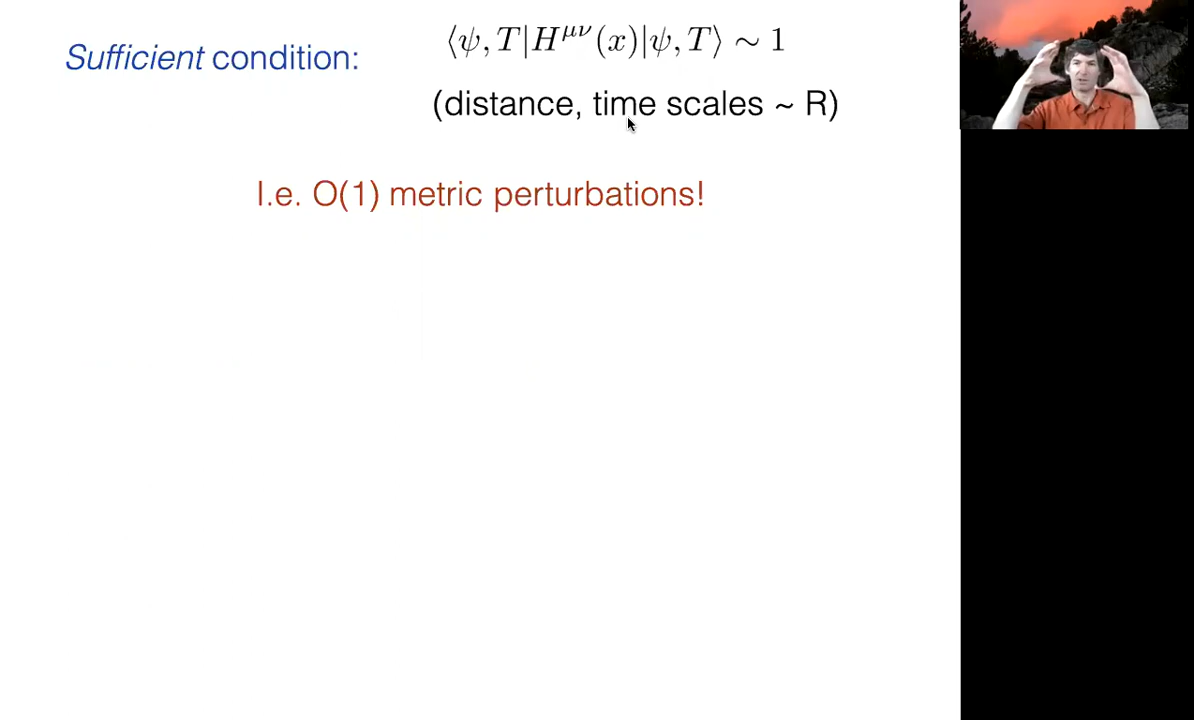 Sufficient condition:
⟨ψ, T|H^{μν}(x)|ψ, T⟩ ∼ 1
(distance, time scales ~ R)
I.e. O(1) metric perturbations!